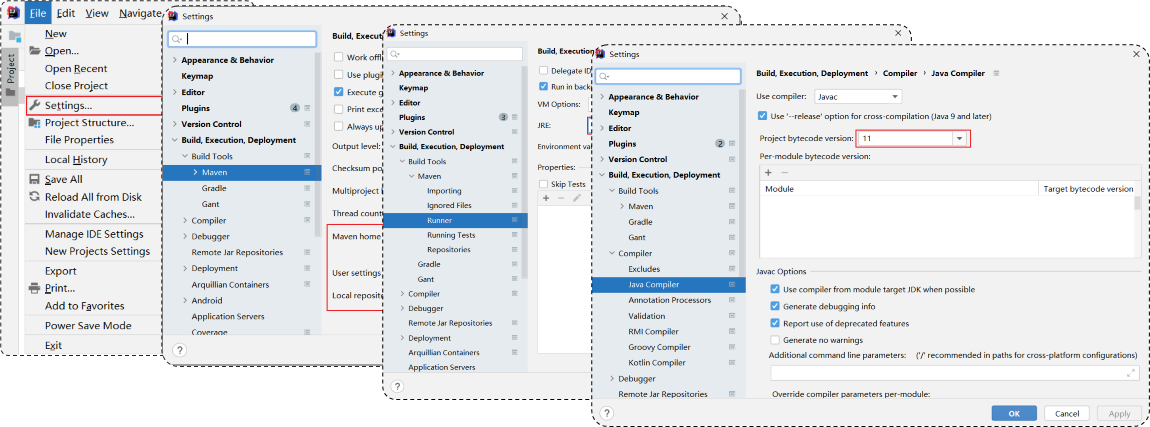 File Edit View Navigate
Project
New
Open...
Open Recent
Close Project
Settings...
Project Structure...
File Properties
Local History
Save All
Reload All from Disk
Invalidate Caches...
Manage IDE Settings
New Projects Settings
Export
Print...
Add to Favorites
Power Save Mode
Exit
Settings
Appearance & Behavior
Keymap
Editor
Plugins 4
Version Control
Build, Execution, Deployment
Build Tools
Maven
Gradle
Gant
Compiler
Debugger
Remote Jar Repositories
Deployment
Arquillian Containers
Android
Application Servers
Coverage
?
Build, Exec
Work offl
Use plugi
Execute g
Print exce
Always up
Output level:
Checksum po
Multiproject
Thread count
Maven home
User settings
Local reposite
Settings
Appearance & Behavior
Keymap
Editor
Plugins 3
Version Control
Build, Execution, Deployment
Build Tools
Maven
Importing
Ignored Files
Runner
Running Tests
Repositories
Gradle
Gant
Compiler
Debugger
Remote Jar Repositories
Deployment
Arquillian Containers
Application Servers
?
Build, Execution
Delegate ID
Run in back
VM Options:
JRE:
Environment va
Properties:
Skip Tests
Settings
Appearance & Behavior
Keymap
Editor
Plugins 2
Version Control
Build, Execution, Deployment
Build Tools
Maven
Gradle
Gant
Compiler
Excludes
Java Compiler
Annotation Processors
Validation
RMI Compiler
Groovy Compiler
Kotlin Compiler
Debugger
Remote Jar Repositories
?
Build, Execution, Deployment › Compiler › Java Compiler
Use compiler: Javac
Use '--release' option for cross-compilation (Java 9 and later)
Project bytecode version: 11
Per-module bytecode version:
Module Target bytecode version
Javac Options
Use compiler from module target JDK when possible
Generate debugging info
Report use of deprecated features
Generate no warnings
Additional command line parameters: ('/' recommended in paths for cross-platform configurations)
Override compiler parameters per-module:
OK Cancel Apply